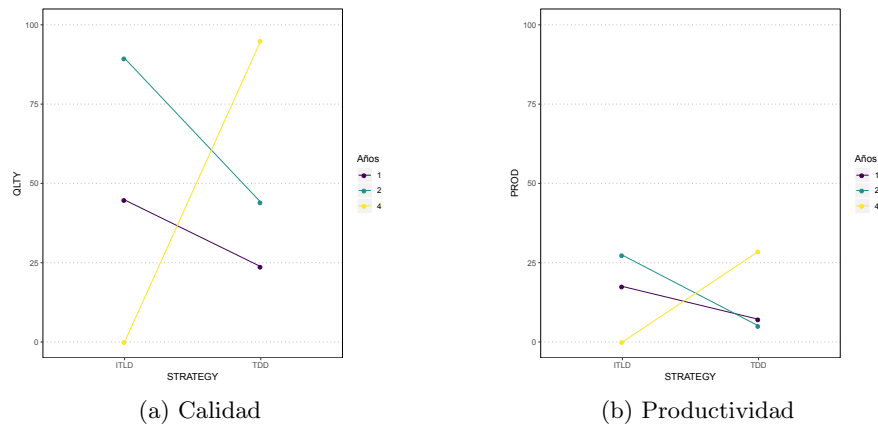 100
75
50
25
0
QLTY
ITLD
TDD
STRATEGY
Años
1
2
4
(a) Calidad
100
75
50
25
0
PROD
ITLD
TDD
STRATEGY
Años
1
2
4
(b) Productividad